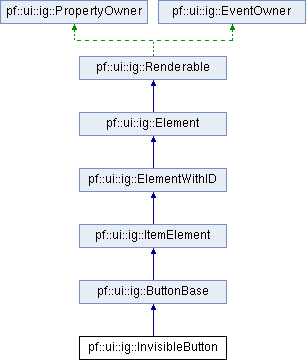 pf::ui::ig::PropertyOwner pf::ui::ig::EventOwner
pf::ui::ig::Renderable
pf::ui::ig::Element
pf::ui::ig::ElementWithID
pf::ui::ig::ItemElement
pf::ui::ig::ButtonBase
pf::ui::ig::InvisibleButton